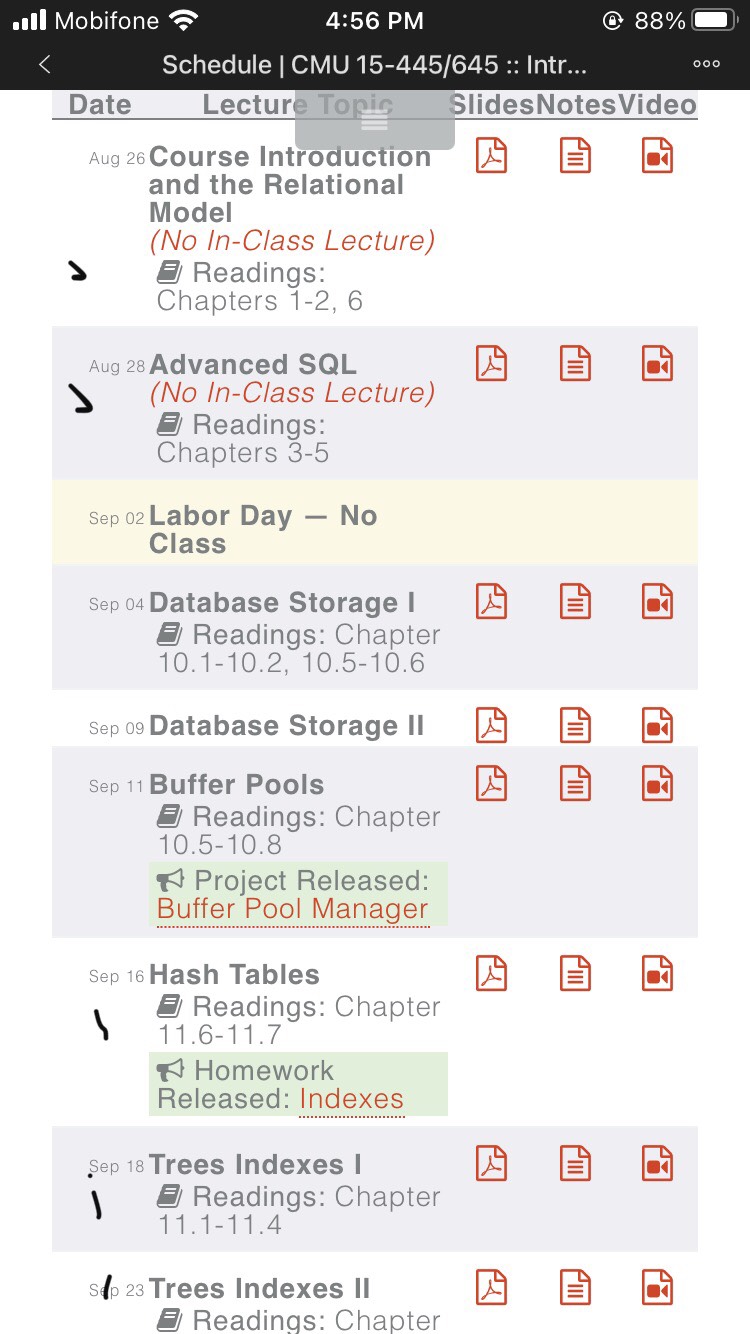 Mobifone 4:56 PM 88%
Schedule | CMU 15-445/645 :: Intr...
Date Lecture Topic Slides Notes Video
Aug 26 Course Introduction
and the Relational
Model
(No In-Class Lecture)
Readings:
Chapters 1-2, 6
Aug 28 Advanced SQL
(No In-Class Lecture)
Readings:
Chapters 3-5
Sep 02 Labor Day — No
Class
Sep 04 Database Storage I
Readings: Chapter
10.1-10.2, 10.5-10.6
Sep 09 Database Storage II
Sep 11 Buffer Pools
Readings: Chapter
10.5-10.8
Project Released:
Buffer Pool Manager
Sep 16 Hash Tables
Readings: Chapter
11.6-11.7
Homework
Released: Indexes
Sep 18 Trees Indexes I
Readings: Chapter
11.1-11.4
Sep 23 Trees Indexes II
Readings: Chapter